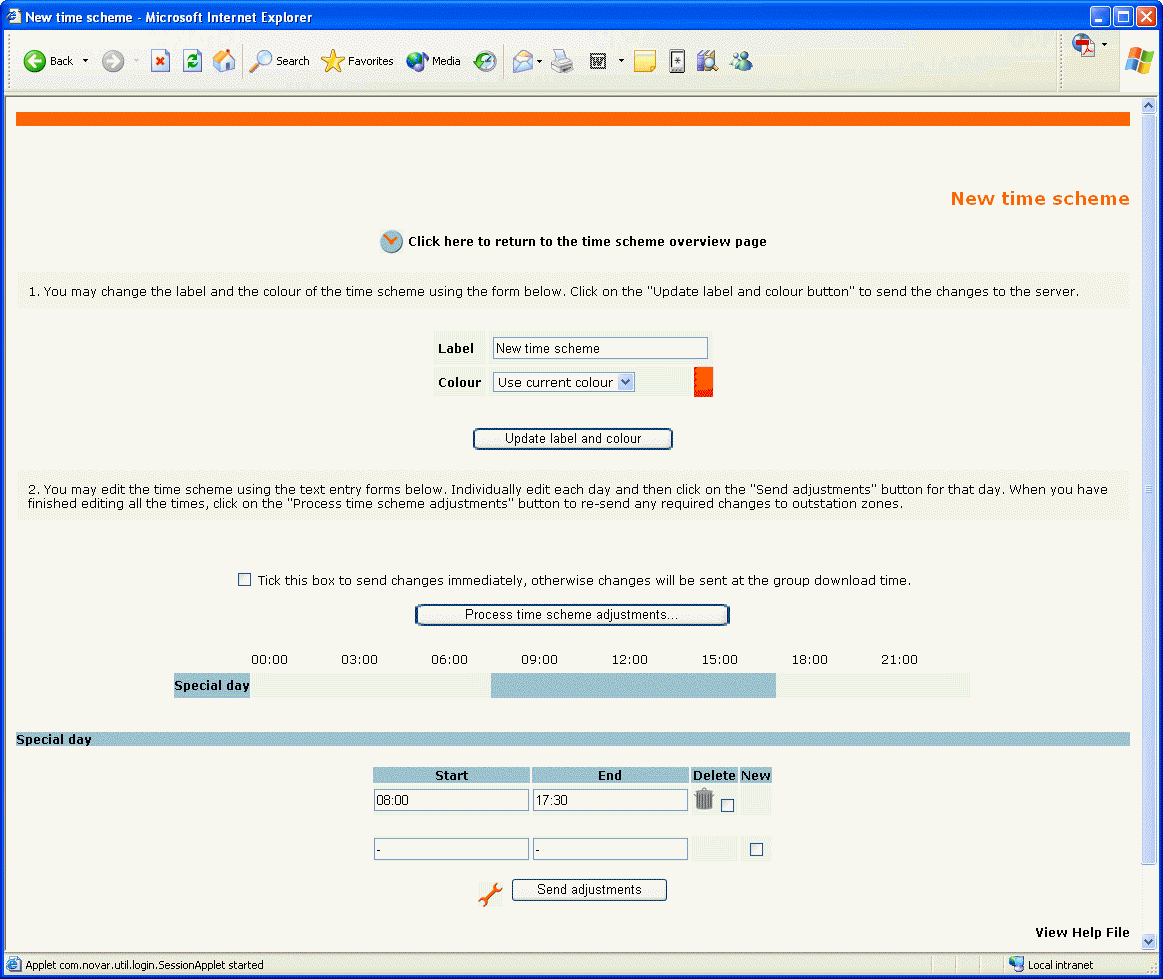 New time scheme - Microsoft Internet Explorer
Back Search Favorites Media
New time scheme
Click here to return to the time scheme overview page
1. You may change the label and the colour of the time scheme using the form below. Click on the "Update label and colour button" to send the changes to the server.
Label New time scheme
Colour Use current colour
Update label and colour
2. You may edit the time scheme using the text entry forms below. Individually edit each day and then click on the "Send adjustments" button for that day. When you have
finished editing all the times, click on the "Process time scheme adjustments" button to re-send any required changes to outstation zones.
Tick this box to send changes immediately, otherwise changes will be sent at the group download time.
Process time scheme adjustments...
00:00 03:00 06:00 09:00 12:00 15:00 18:00 21:00
Special day
Special day
Start End Delete New
08:00 17:30
- -
Send adjustments
View Help File
Applet com.novar.util.login.SessionApplet started Local intranet